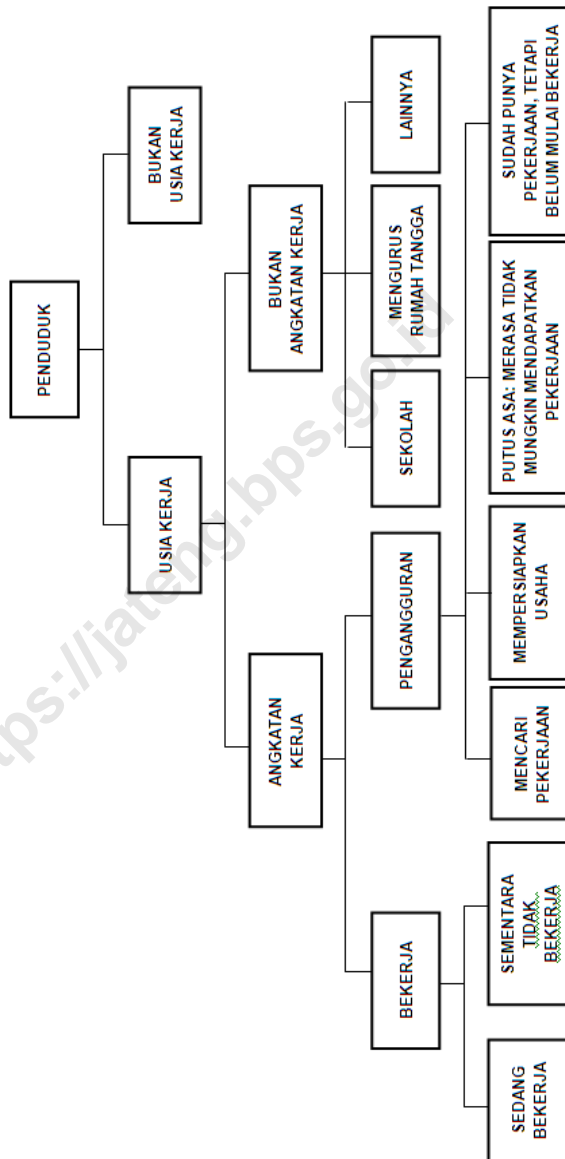 PENDUDUK
USIA KERJA
BUKAN
USIA KERJA
ANGKATAN
KERJA
BUKAN
ANGKATAN KERJA
BEKERJA
PENGANGGURAN
SEKOLAH
MENGURUS
RUMAH TANGGA
LAINNYA
SEDANG
BEKERJA
SEMENTARA
TIDAK
BEKERJA
MENCARI
PEKERJAAN
MEMPERSIAPKAN
USAHA
PUTUS ASA: MERASA TIDAK
MUNGKIN MENDAPATKAN
PEKERJAAN
SUDAH PUNYA
PEKERJAAN, TETAPI
BELUM MULAI BEKERJA
tps://jateng.bps.go.id